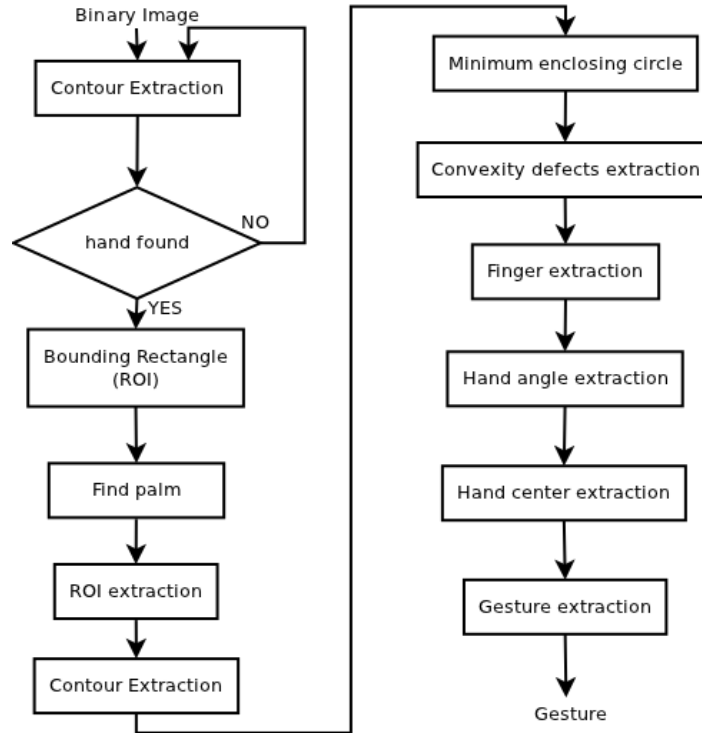 Binary Image
Contour Extraction
hand found
NO
YES
Bounding Rectangle
(ROI)
Find palm
ROI extraction
Contour Extraction
Minimum enclosing circle
Convexity defects extraction
Finger extraction
Hand angle extraction
Hand center extraction
Gesture extraction
Gesture